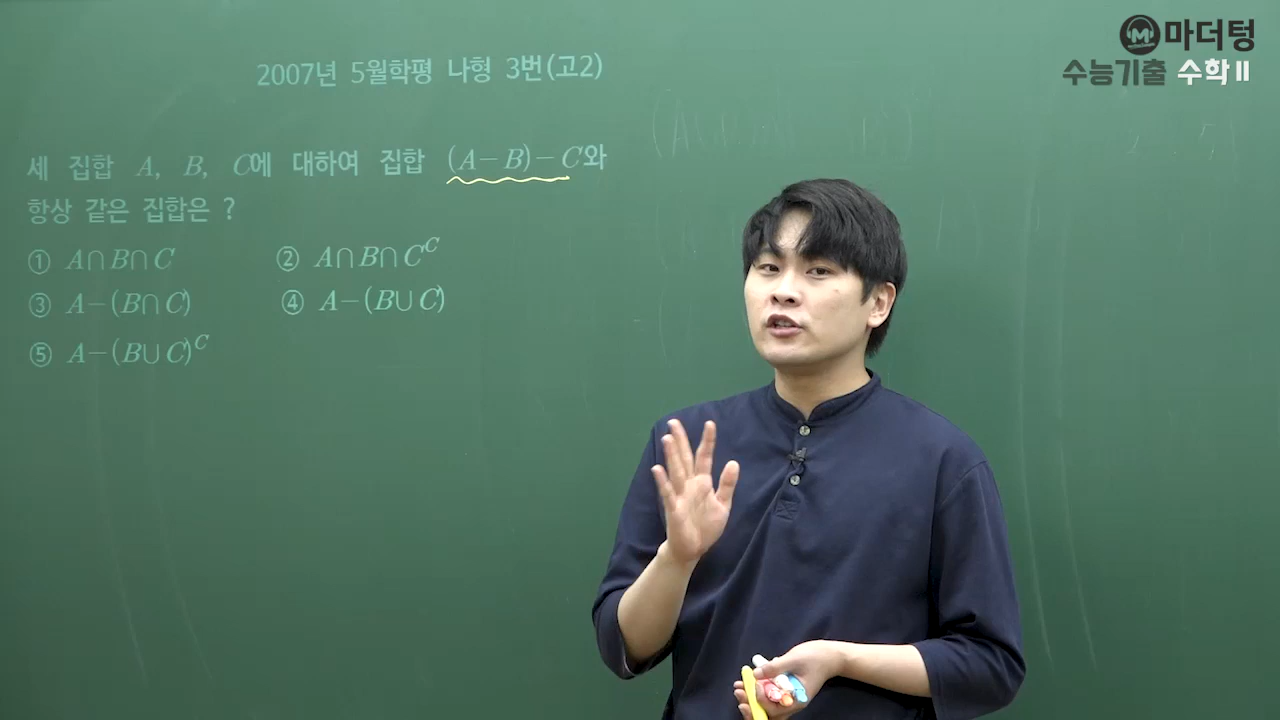 마더텅
수능기출 수학 II
2007년 5월학평 나형 3번(고2)
세 집합 A, B, C에 대하여 집합 (A-B)-C와
항상 같은 집합은 ?
① A∩B∩C ② A∩B∩C^C
③ A-(B∩C) ④ A-(B∪C)
⑤ A-(B∪C)^C